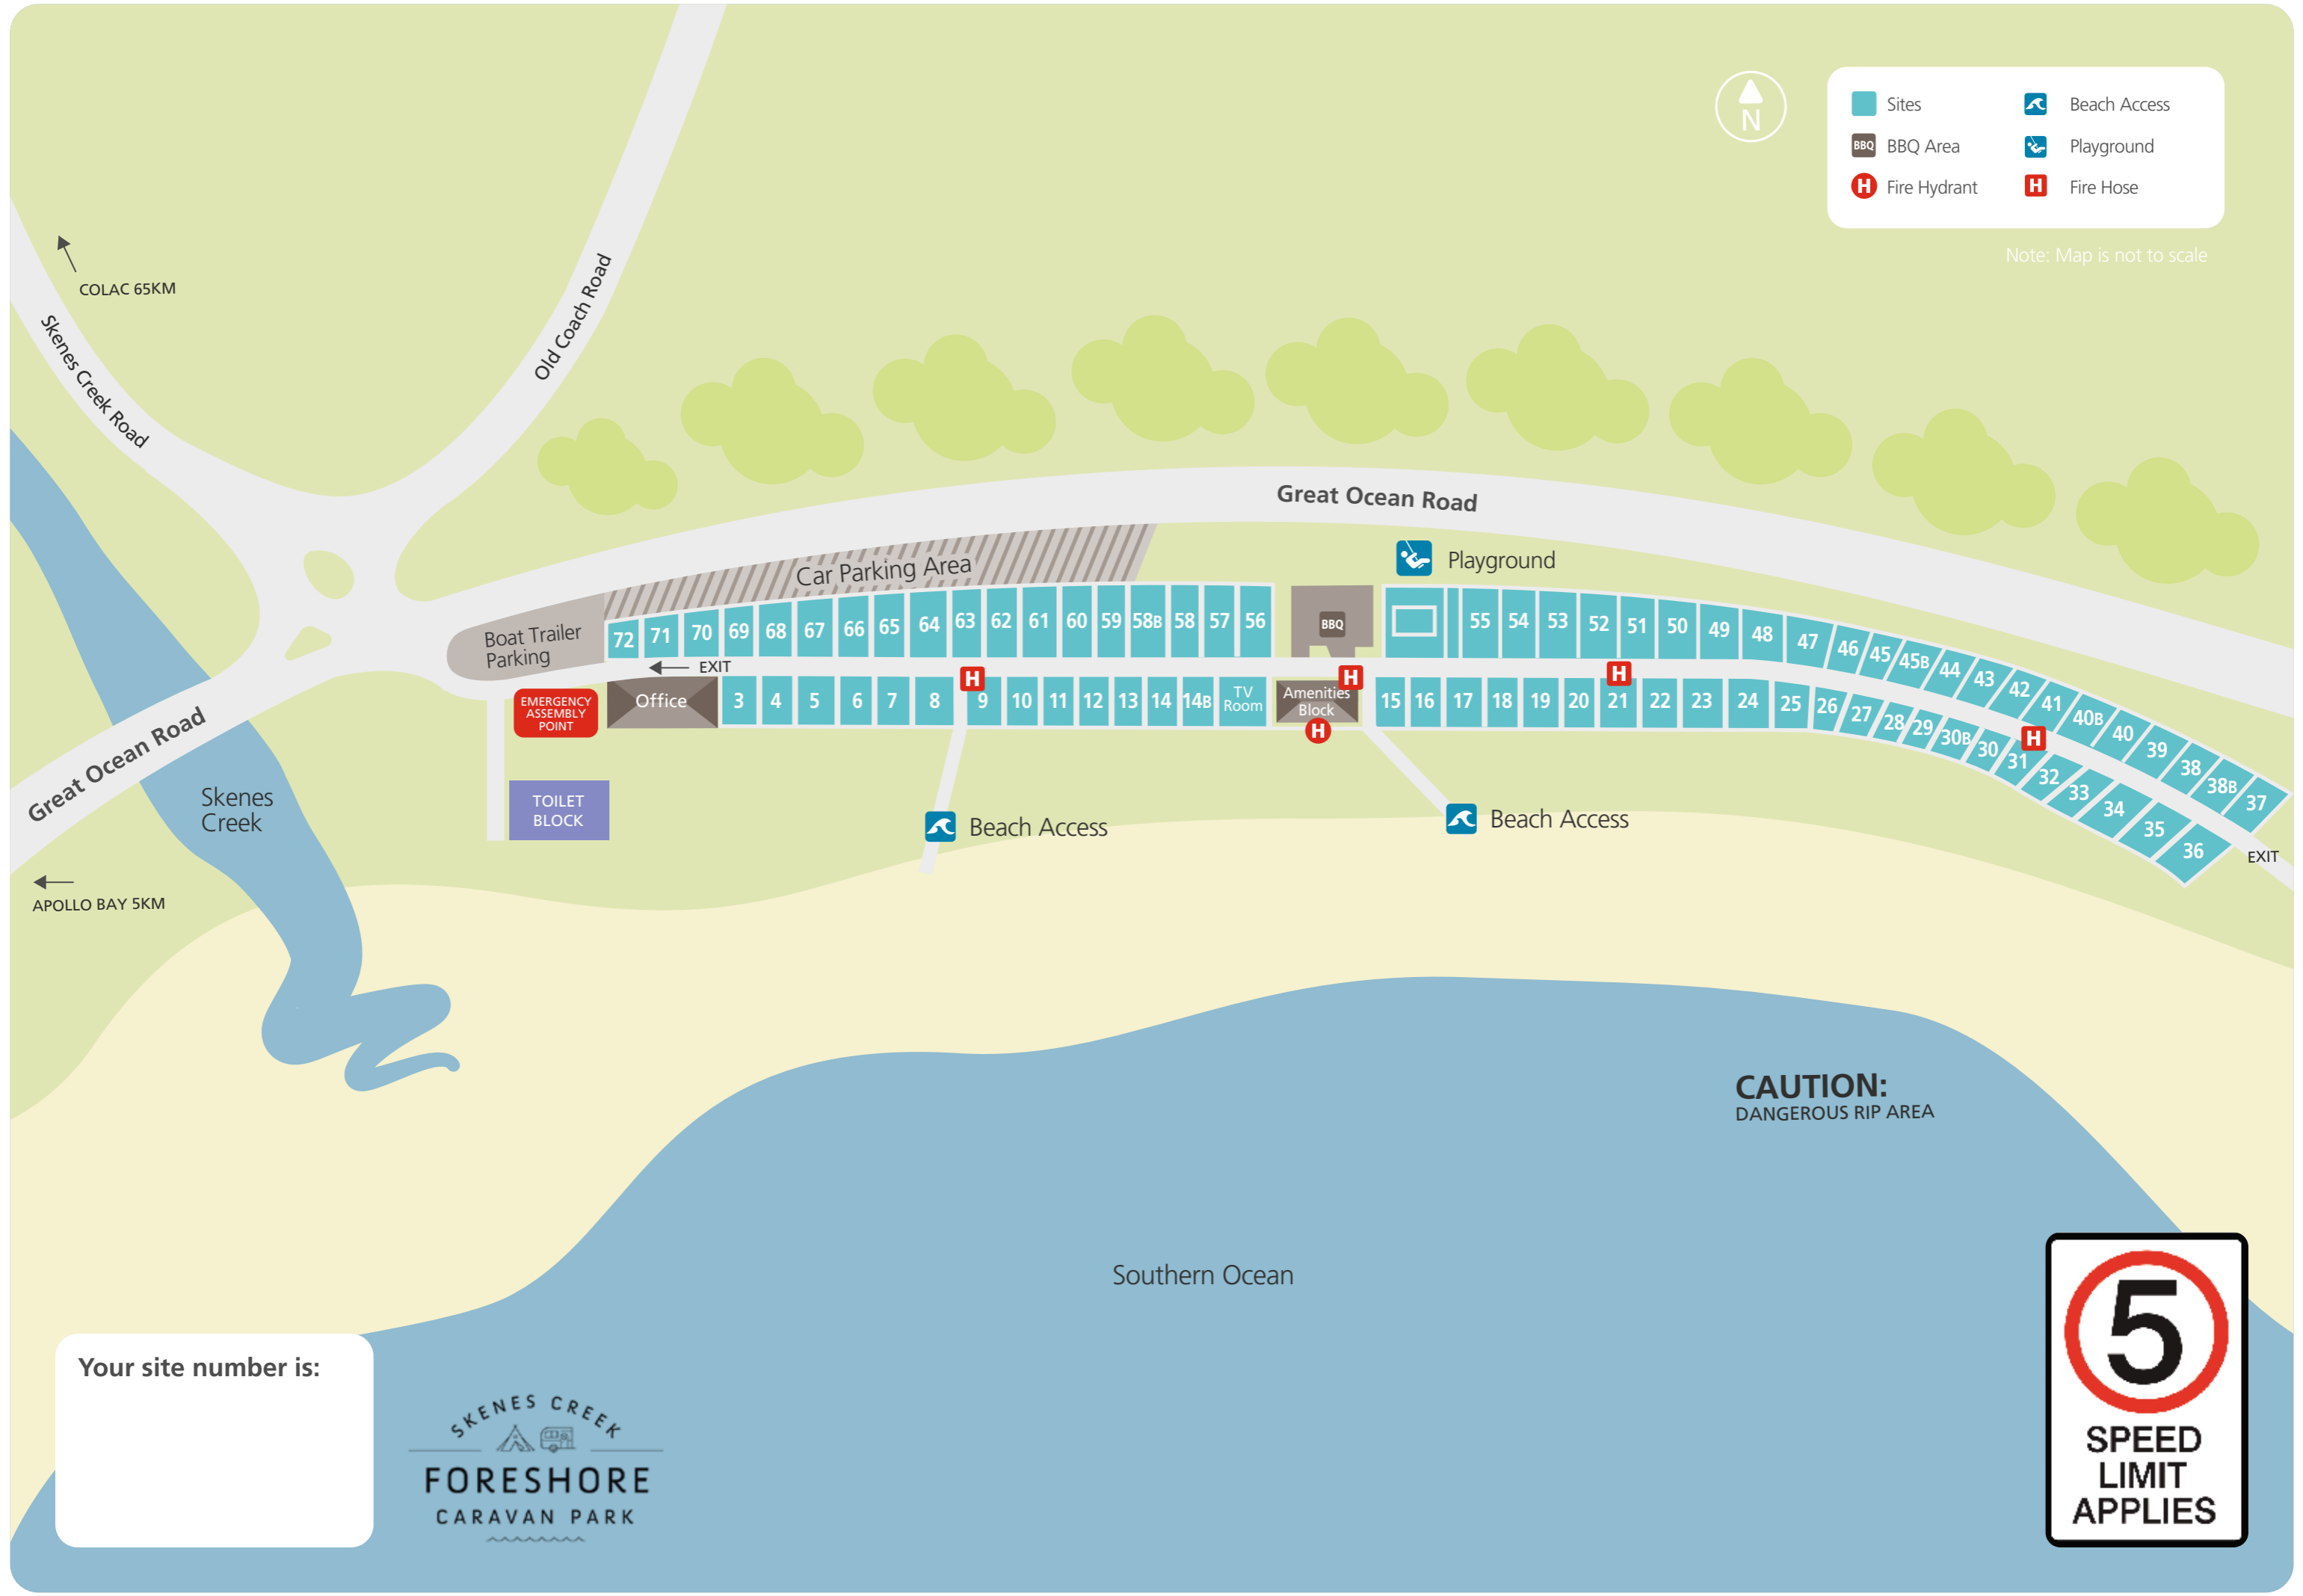 N
Sites
Beach Access
BBQ
BBQ Area
Playground
H
Fire Hydrant
H
Fire Hose
Note: Map is not to scale
COLAC 65KM
Skenes Creek Road
Old Coach Road
Great Ocean Road
Playground
Car Parking Area
Boat Trailer
Parking
72 71 70 69 68 67 66 65 64 63 62 61 60 59 58B 58 57 56
BBQ
55 54 53 52 51 50 49 48 47 46 45 45B 44 43 42 41 40B 40 39 38 38B 37
EXIT
H
H
H
H
EMERGENCY
ASSEMBLY
POINT
Office
3 4 5 6 7 8 9 10 11 12 13 14 14B
TV
Room
Amenities
Block
H
15 16 17 18 19 20 21 22 23 24 25 26 27 28 29 30B 30 31 32 33 34 35 36
EXIT
TOILET
BLOCK
Great Ocean Road
Skenes
Creek
Beach Access
Beach Access
APOLLO BAY 5KM
CAUTION:
DANGEROUS RIP AREA
Southern Ocean
Your site number is:
SKENES CREEK
FORESHORE
CARAVAN PARK
5
SPEED
LIMIT
APPLIES